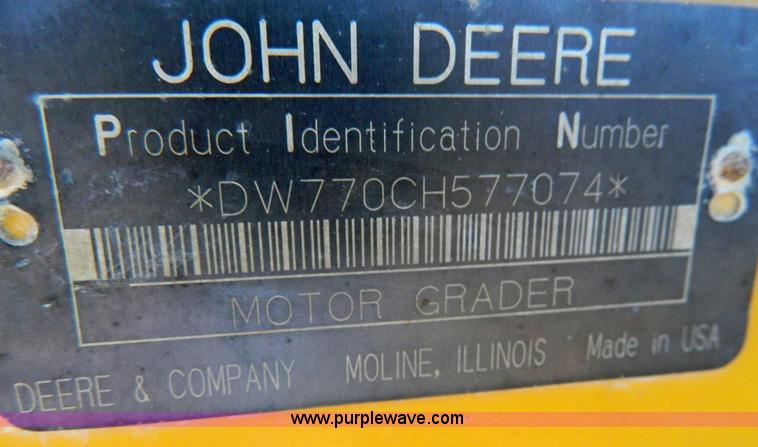 JOHN DEERE
Product Identification Number
*DW770CH577074*
MOTOR GRADER
DEERE & COMPANY MOLINE, ILLINOIS Made in USA
www.purplewave.com